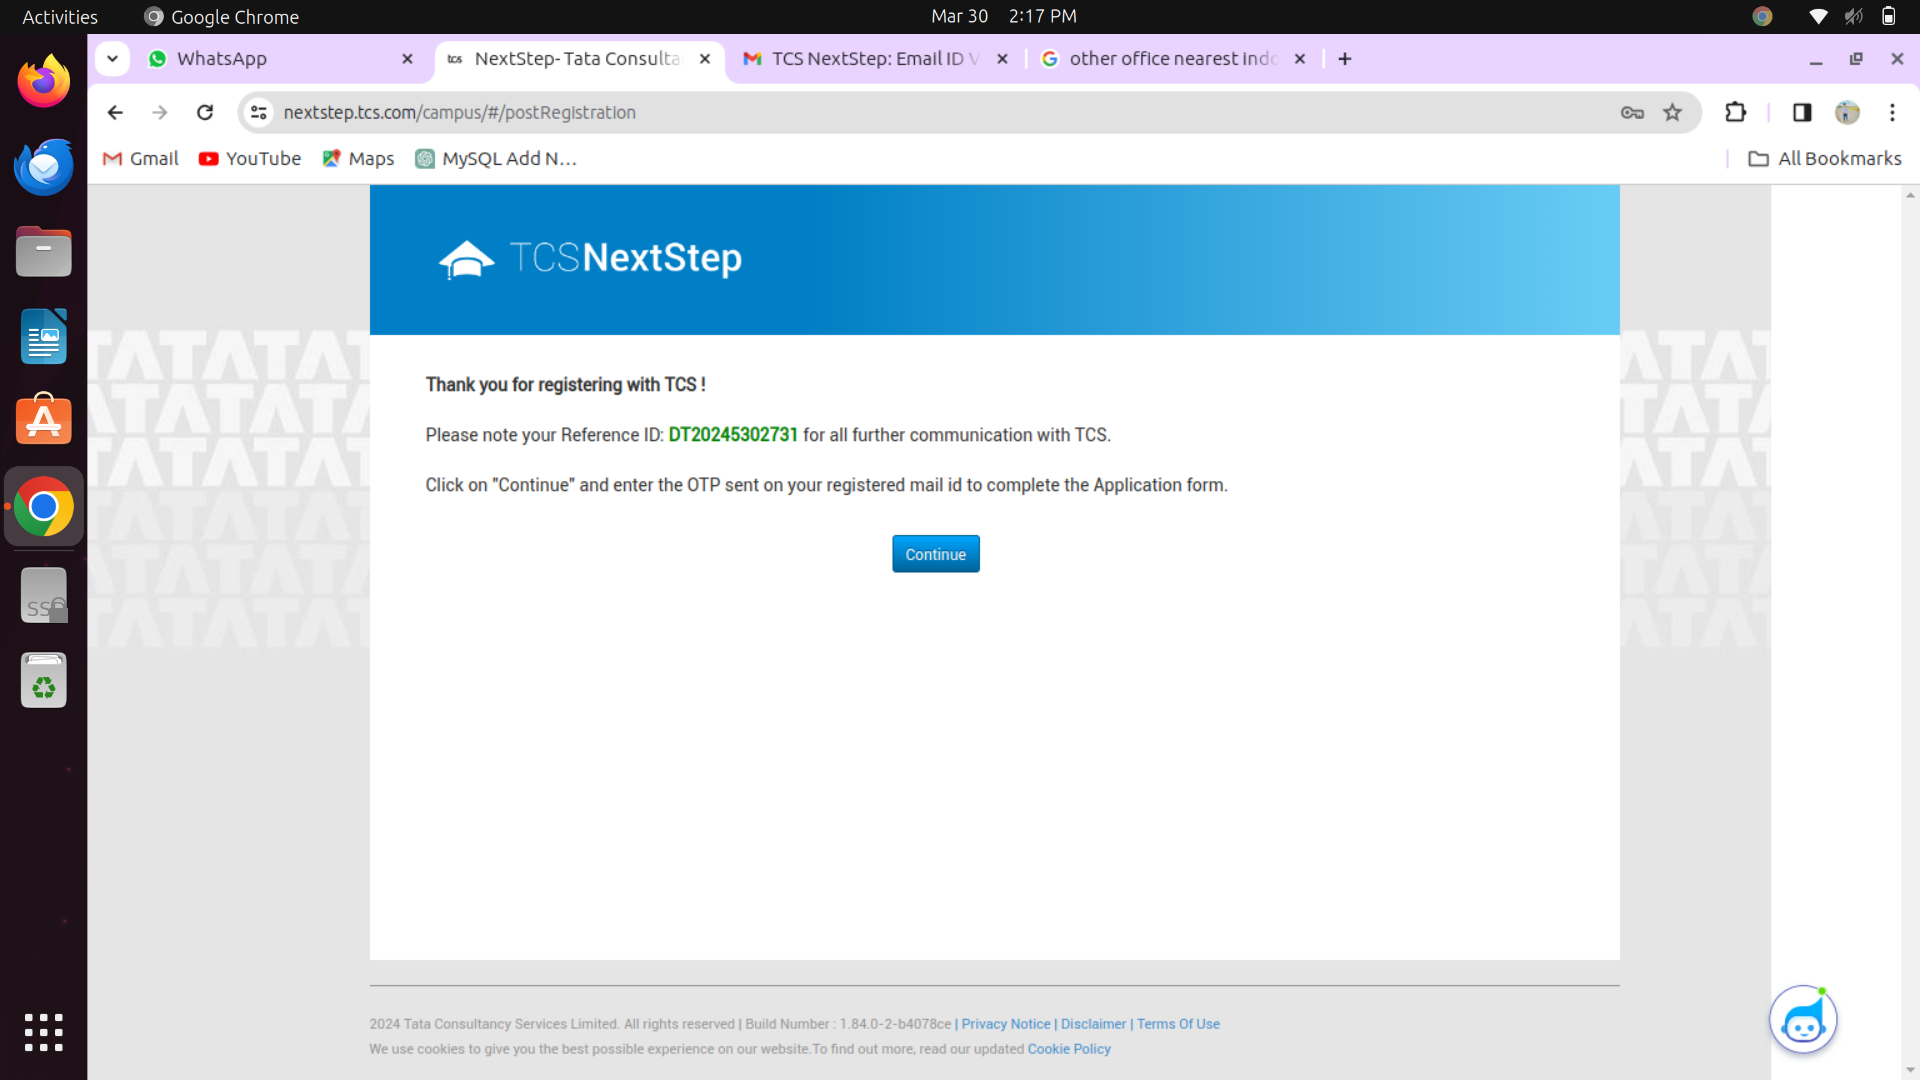 Activities Google Chrome Mar 30 2:17 PM
WhatsApp NextStep- Tata Consulta TCS NextStep: Email ID V other office nearest indo
nextstep.tcs.com/campus/#/postRegistration
Gmail YouTube Maps MySQL Add N... All Bookmarks
TCSNextStep
Thank you for registering with TCS !
Please note your Reference ID: DT20245302731 for all further communication with TCS.
Click on "Continue" and enter the OTP sent on your registered mail id to complete the Application form.
Continue
2024 Tata Consultancy Services Limited. All rights reserved | Build Number : 1.84.0-2-b4078ce | Privacy Notice | Disclaimer | Terms Of Use
We use cookies to give you the best possible experience on our website.To find out more, read our updated Cookie Policy